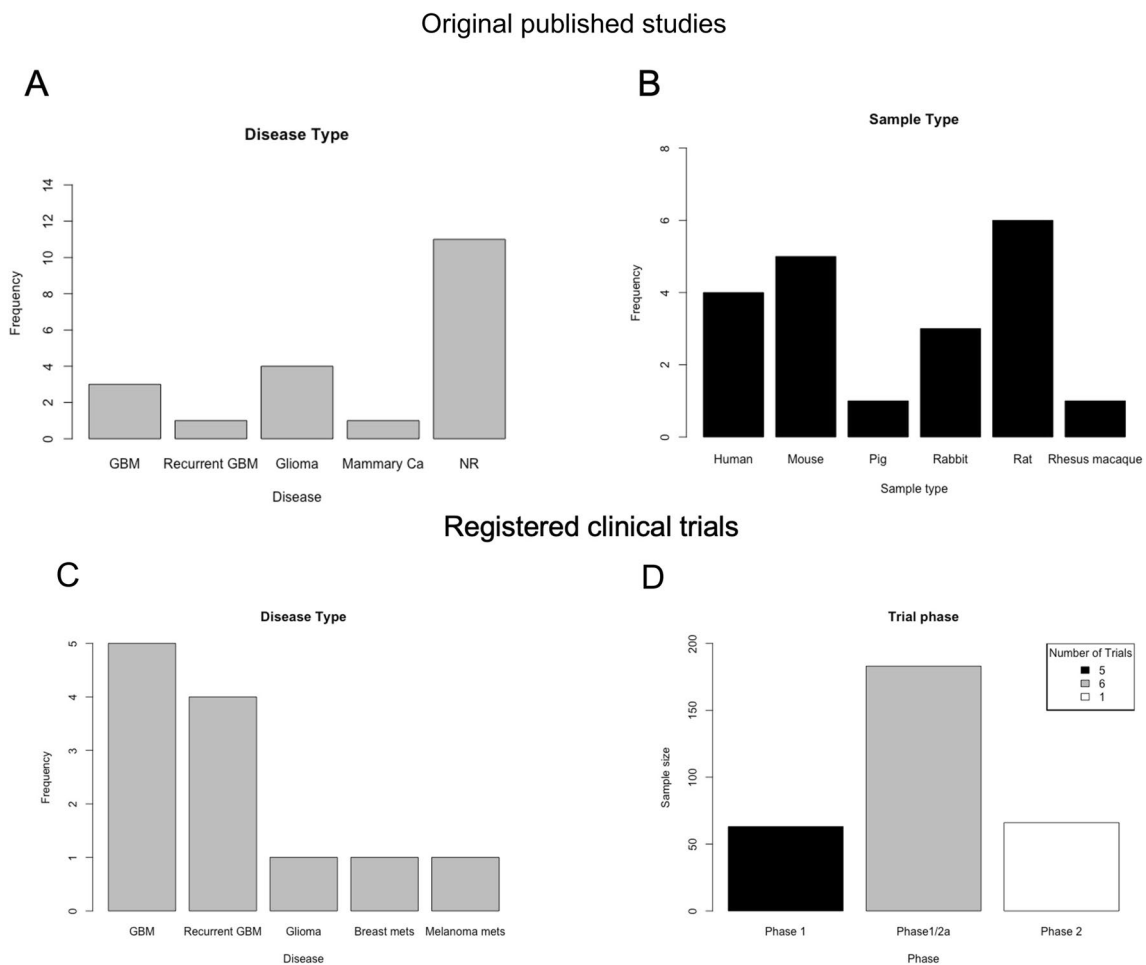 Original published studies
A
Disease Type
Frequency
14
12
10
8
6
4
2
0
GBM Recurrent GBM Glioma Mammary Ca NR
Disease
B
Sample Type
Frequency
8
6
4
2
0
Human Mouse Pig Rabbit Rat Rhesus macaque
Sample type
Registered clinical trials
C
Disease Type
Frequency
5
4
3
2
1
0
GBM Recurrent GBM Glioma Breast mets Melanoma mets
Disease
D
Trial phase
Sample size
200
150
100
50
0
Number of Trials
5
6
1
Phase 1 Phase1/2a Phase 2
Phase